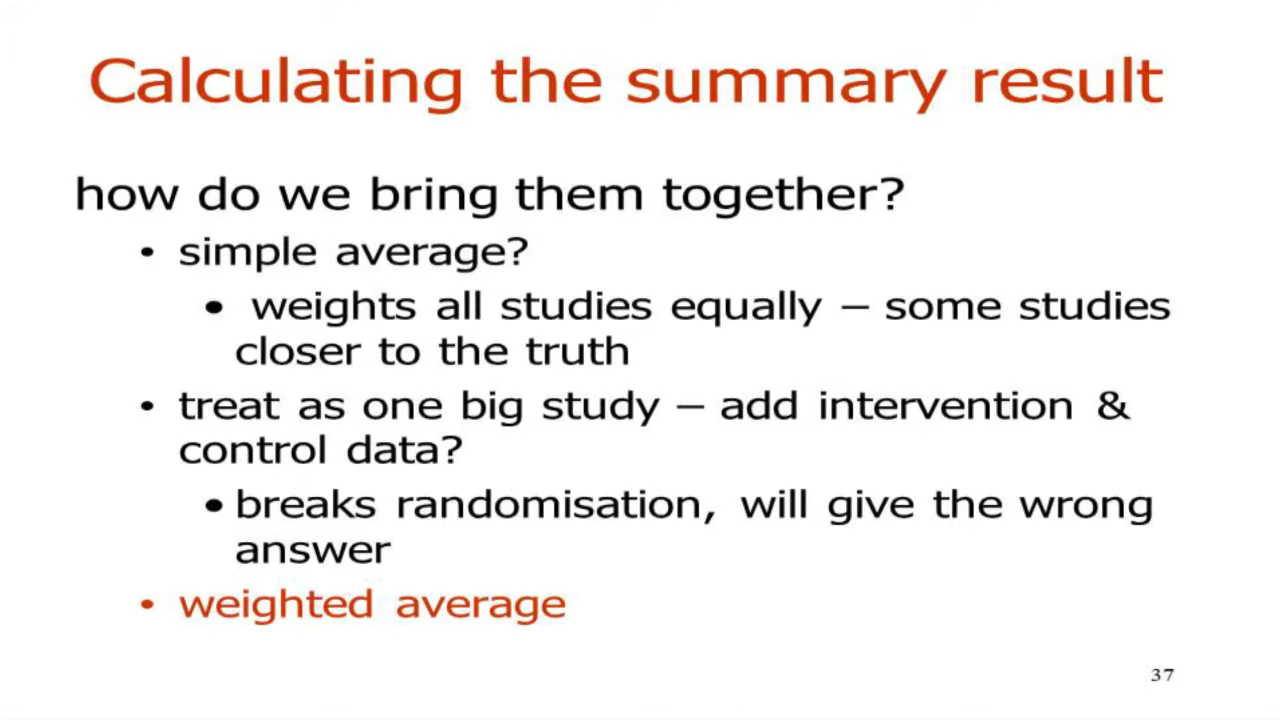 Calculating the summary result
how do we bring them together?
• simple average?
• weights all studies equally – some studies
closer to the truth
• treat as one big study – add intervention &
control data?
• breaks randomisation, will give the wrong
answer
• weighted average
37